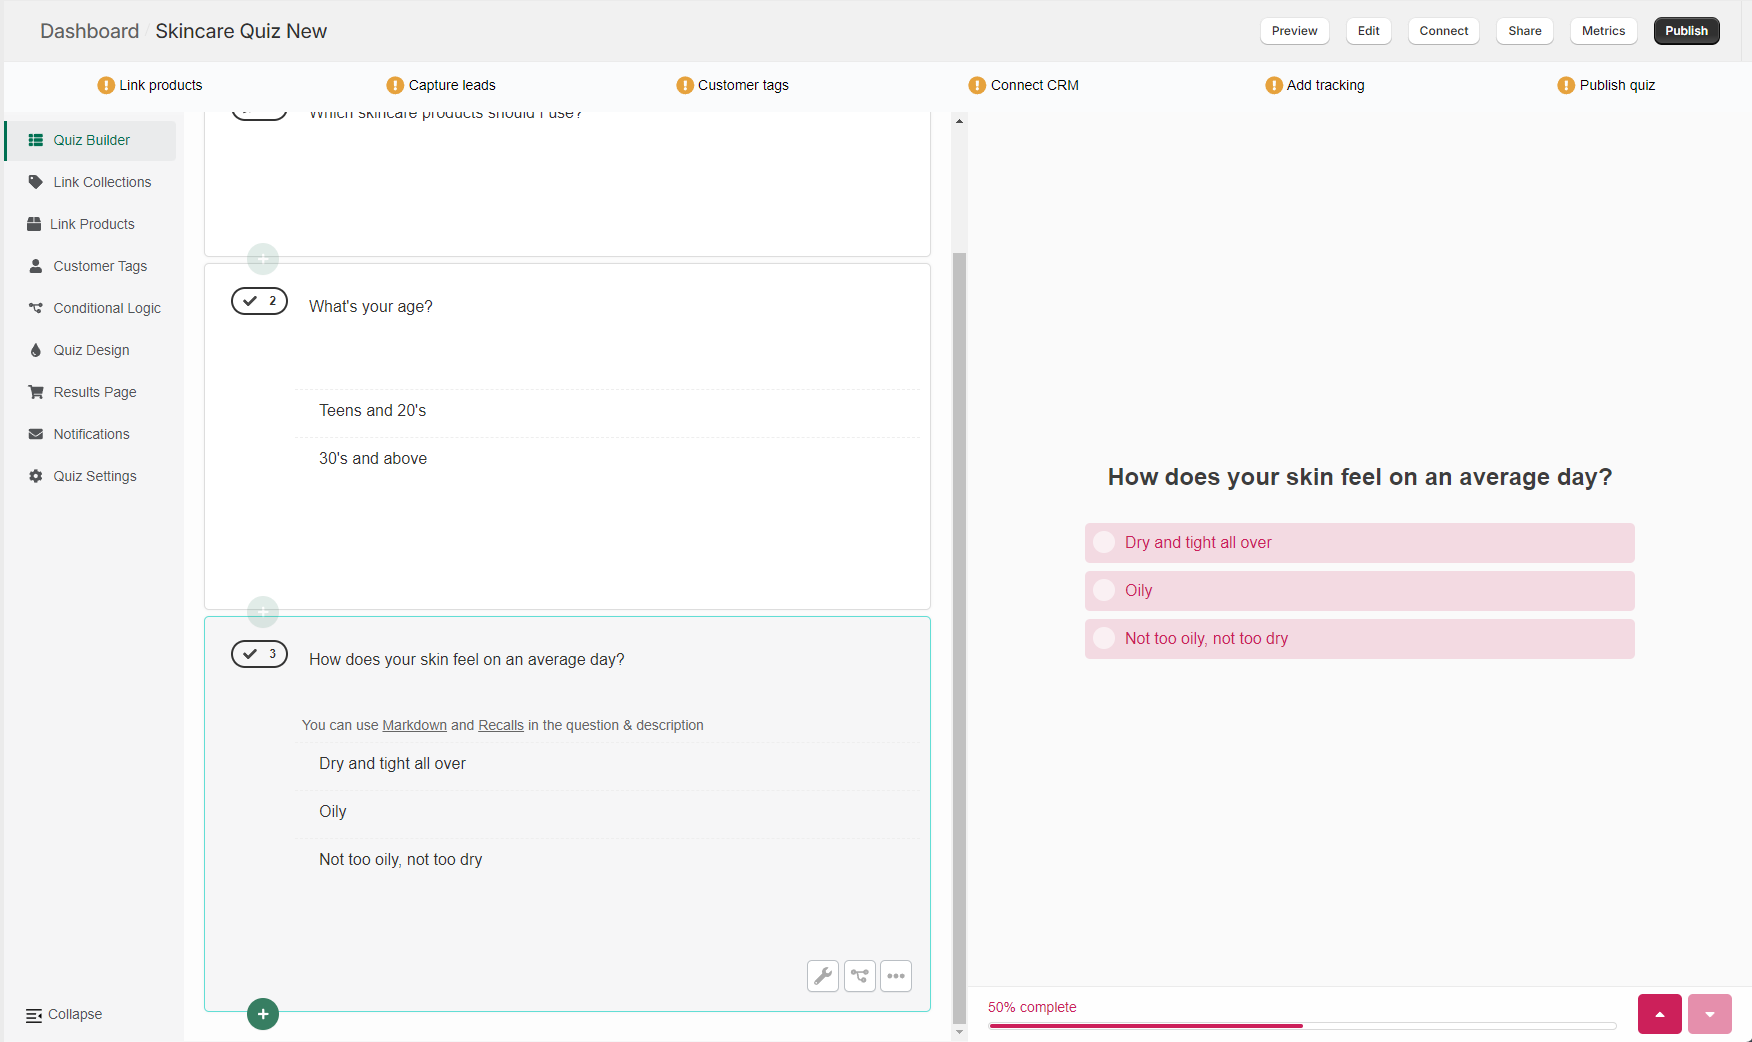 Dashboard / Skincare Quiz New
Preview
Edit
Connect
Share
Metrics
Publish
Link products
Capture leads
Customer tags
Connect CRM
Add tracking
Publish quiz
Quiz Builder
Link Collections
Link Products
Customer Tags
Conditional Logic
Quiz Design
Results Page
Notifications
Quiz Settings
Collapse
Which skincare products should I use?
2
What's your age?
Teens and 20's
30's and above
3
How does your skin feel on an average day?
You can use Markdown and Recalls in the question & description
Dry and tight all over
Oily
Not too oily, not too dry
How does your skin feel on an average day?
Dry and tight all over
Oily
Not too oily, not too dry
50% complete